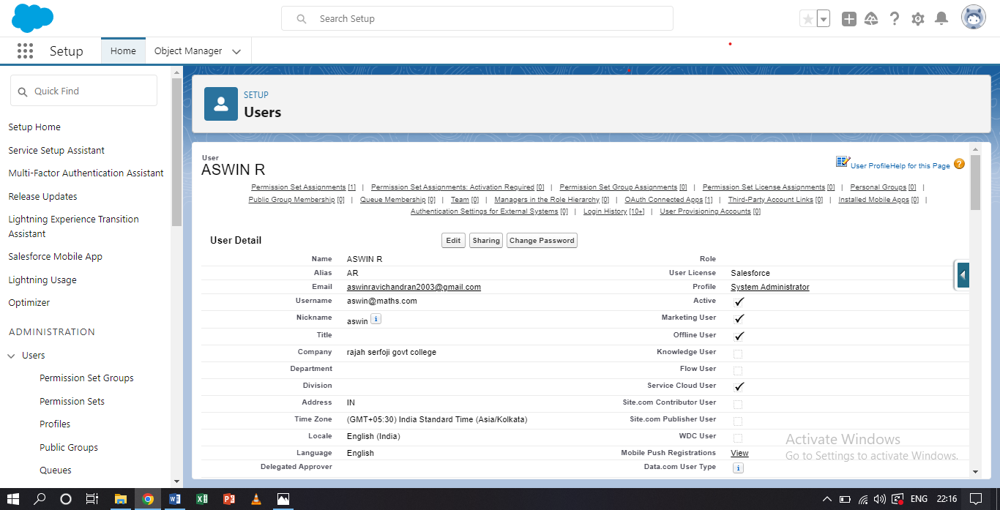 Search Setup
Setup
Home
Object Manager
Quick Find
Setup Home
Service Setup Assistant
Multi-Factor Authentication Assistant
Release Updates
Lightning Experience Transition
Assistant
Salesforce Mobile App
Lightning Usage
Optimizer
ADMINISTRATION
Users
Permission Set Groups
Permission Sets
Profiles
Public Groups
Queues
SETUP
Users
User
ASWIN R
User Profile Help for this Page
Permission Set Assignments [1] | Permission Set Assignments: Activation Required [0] | Permission Set Group Assignments [0] | Permission Set License Assignments [0] | Personal Groups [0] |
Public Group Membership [0] | Queue Membership [0] | Team [0] | Managers in the Role Hierarchy [0] | OAuth Connected Apps [1] | Third-Party Account Links [0] | Installed Mobile Apps [0] |
Authentication Settings for External Systems [0] | Login History [10+] | User Provisioning Accounts [0]
User Detail Edit Sharing Change Password
Name ASWIN R Role
Alias AR User License Salesforce
Email aswinravichandran2003@gmail.com Profile System Administrator
Username aswin@maths.com Active
Nickname aswin i Marketing User
Title Offline User
Company rajah serfoji govt college Knowledge User
Department Flow User
Division Service Cloud User
Address IN Site.com Contributor User
Time Zone (GMT+05:30) India Standard Time (Asia/Kolkata) Site.com Publisher User
Locale English (India) WDC User
Language English Mobile Push Registrations View
Delegated Approver Data.com User Type i
Activate Windows
Go to Settings to activate Windows.
ENG 22:16